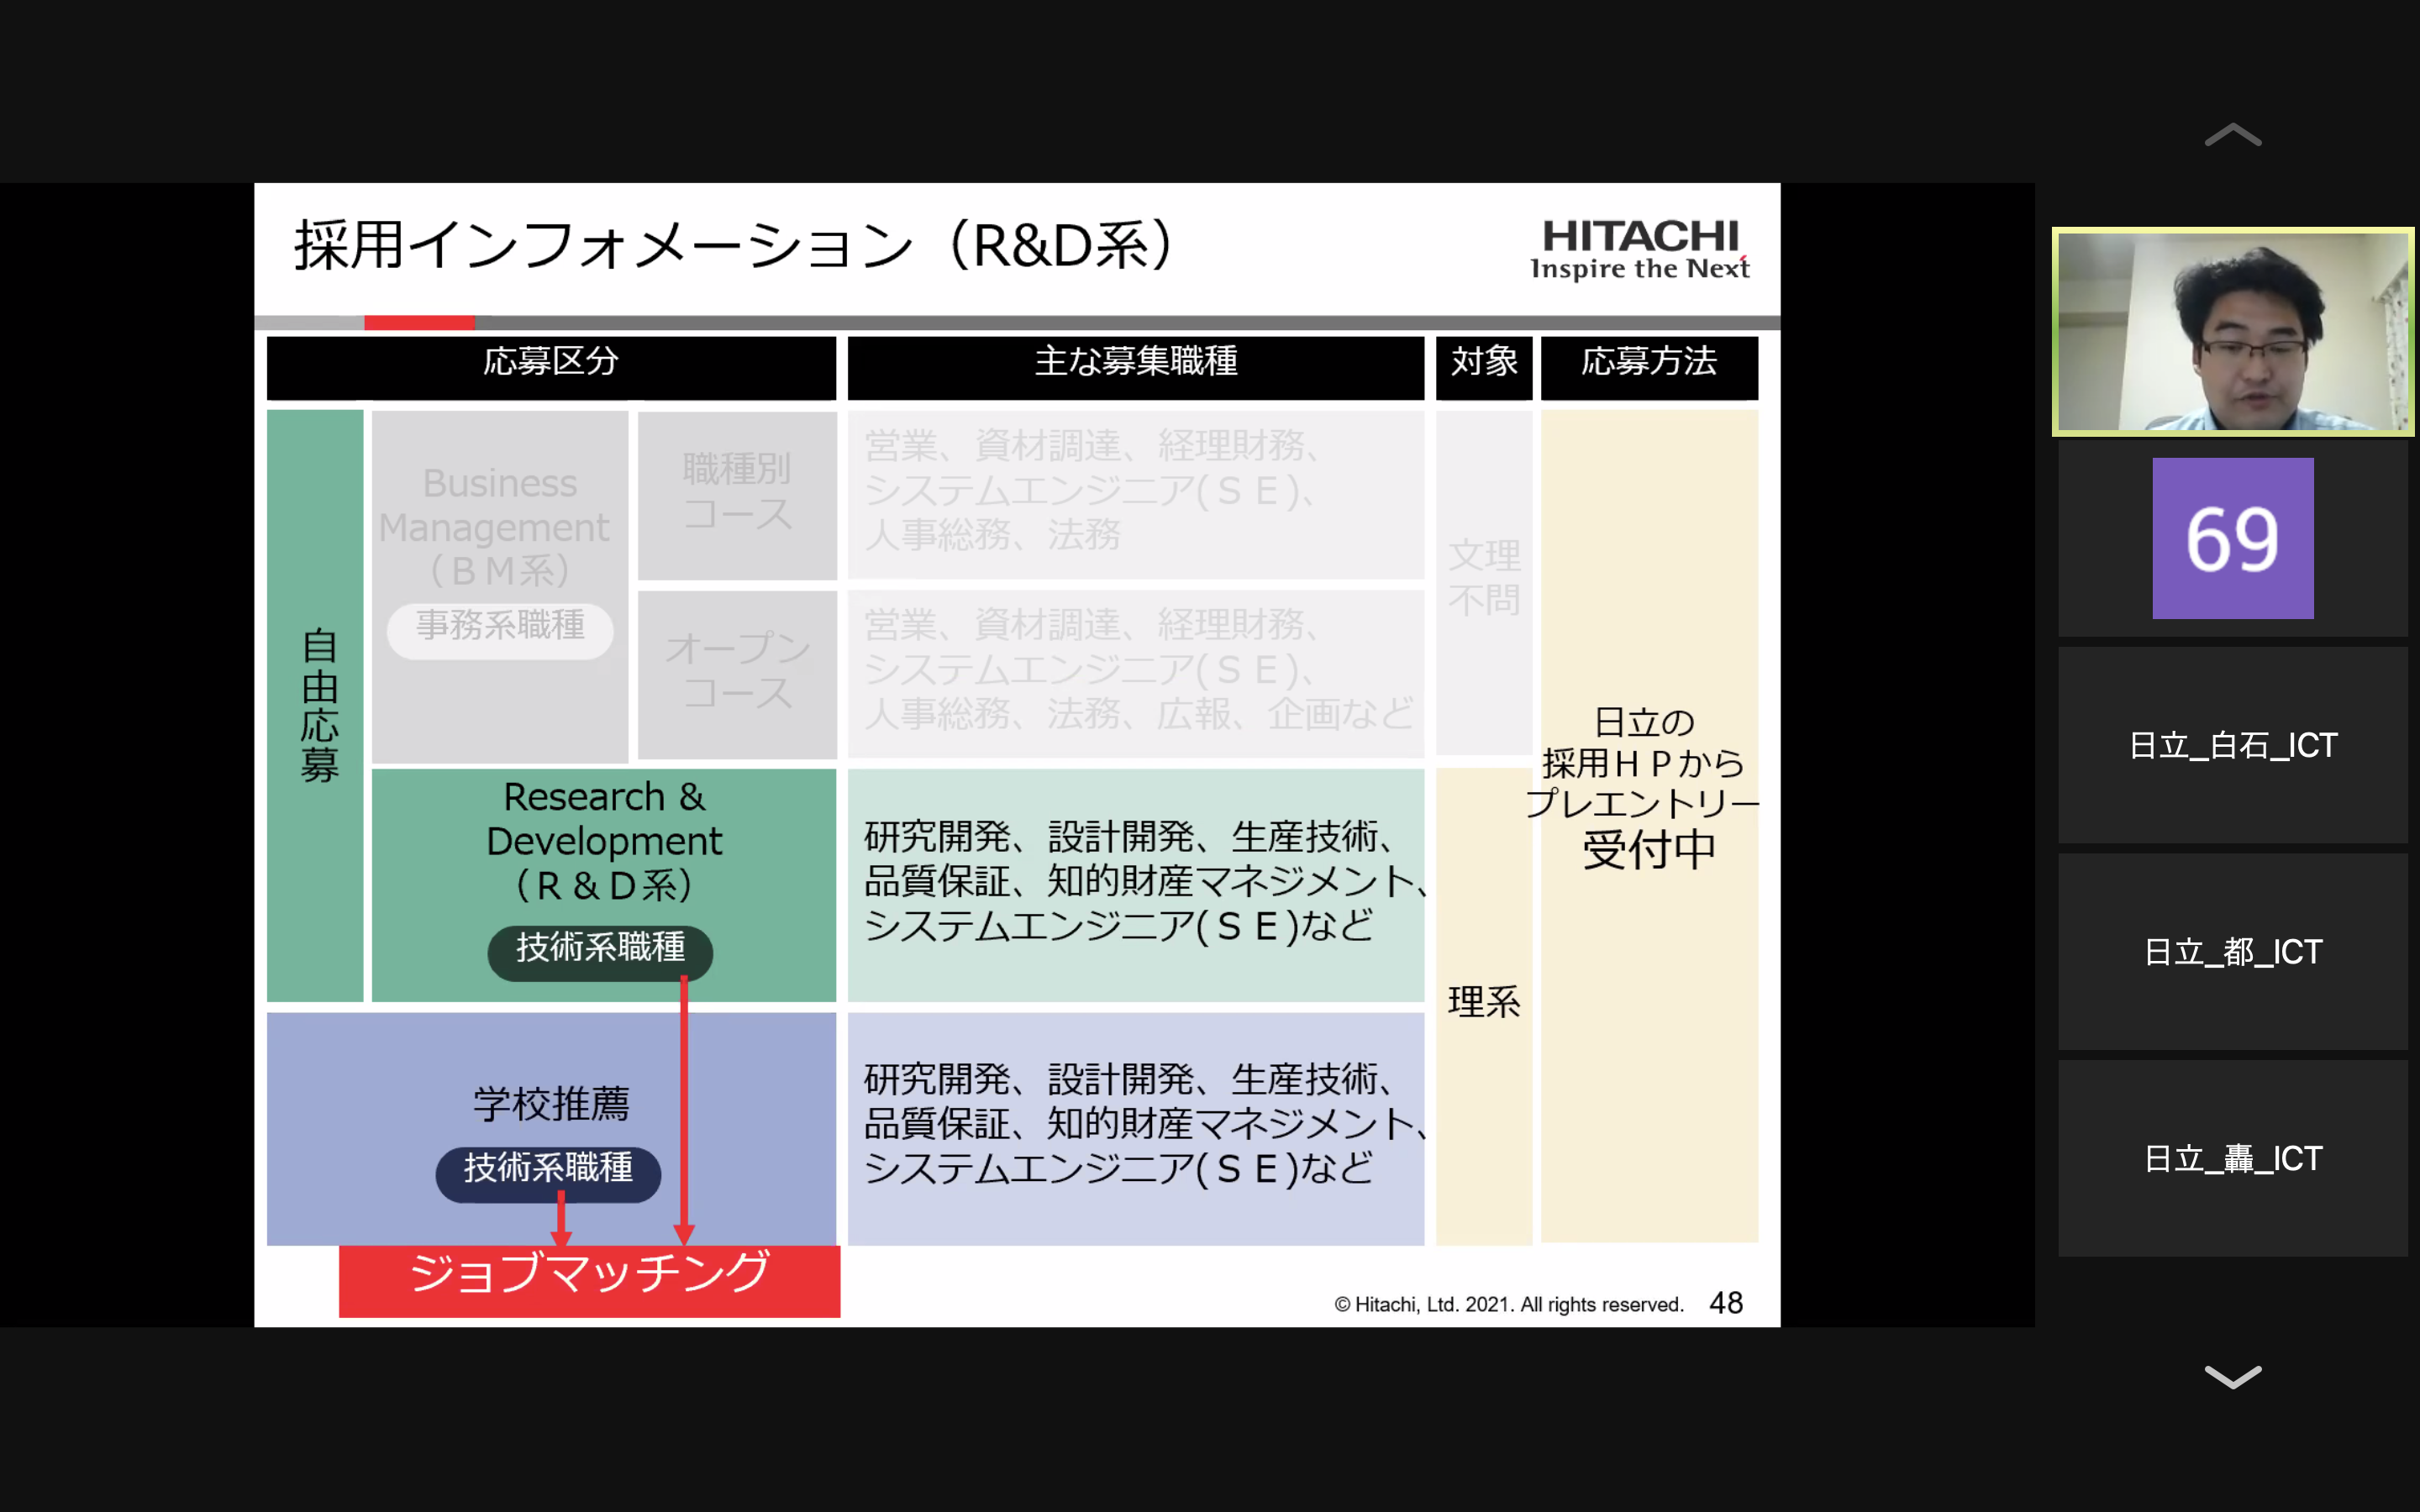 採用インフォメーション（R&D系）
HITACHI
Inspire the Next
応募区分
主な募集職種
対象
応募方法
自由応募
Business
Management
（ＢＭ系）
事務系職種
職種別
コース
営業、資材調達、経理財務、
システムエンジニア(ＳＥ)、
人事総務、法務
文理
不問
オープン
コース
営業、資材調達、経理財務、
システムエンジニア(ＳＥ)、
人事総務、法務、広報、企画など
日立の
採用ＨＰから
プレエントリー
受付中
Research &
Development
（Ｒ＆Ｄ系）
技術系職種
研究開発、設計開発、生産技術、
品質保証、知的財産マネジメント、
システムエンジニア(ＳＥ)など
理系
学校推薦
技術系職種
研究開発、設計開発、生産技術、
品質保証、知的財産マネジメント、
システムエンジニア(ＳＥ)など
ジョブマッチング
© Hitachi, Ltd. 2021. All rights reserved.
48
69
日立_白石_ICT
日立_都_ICT
日立_轟_ICT